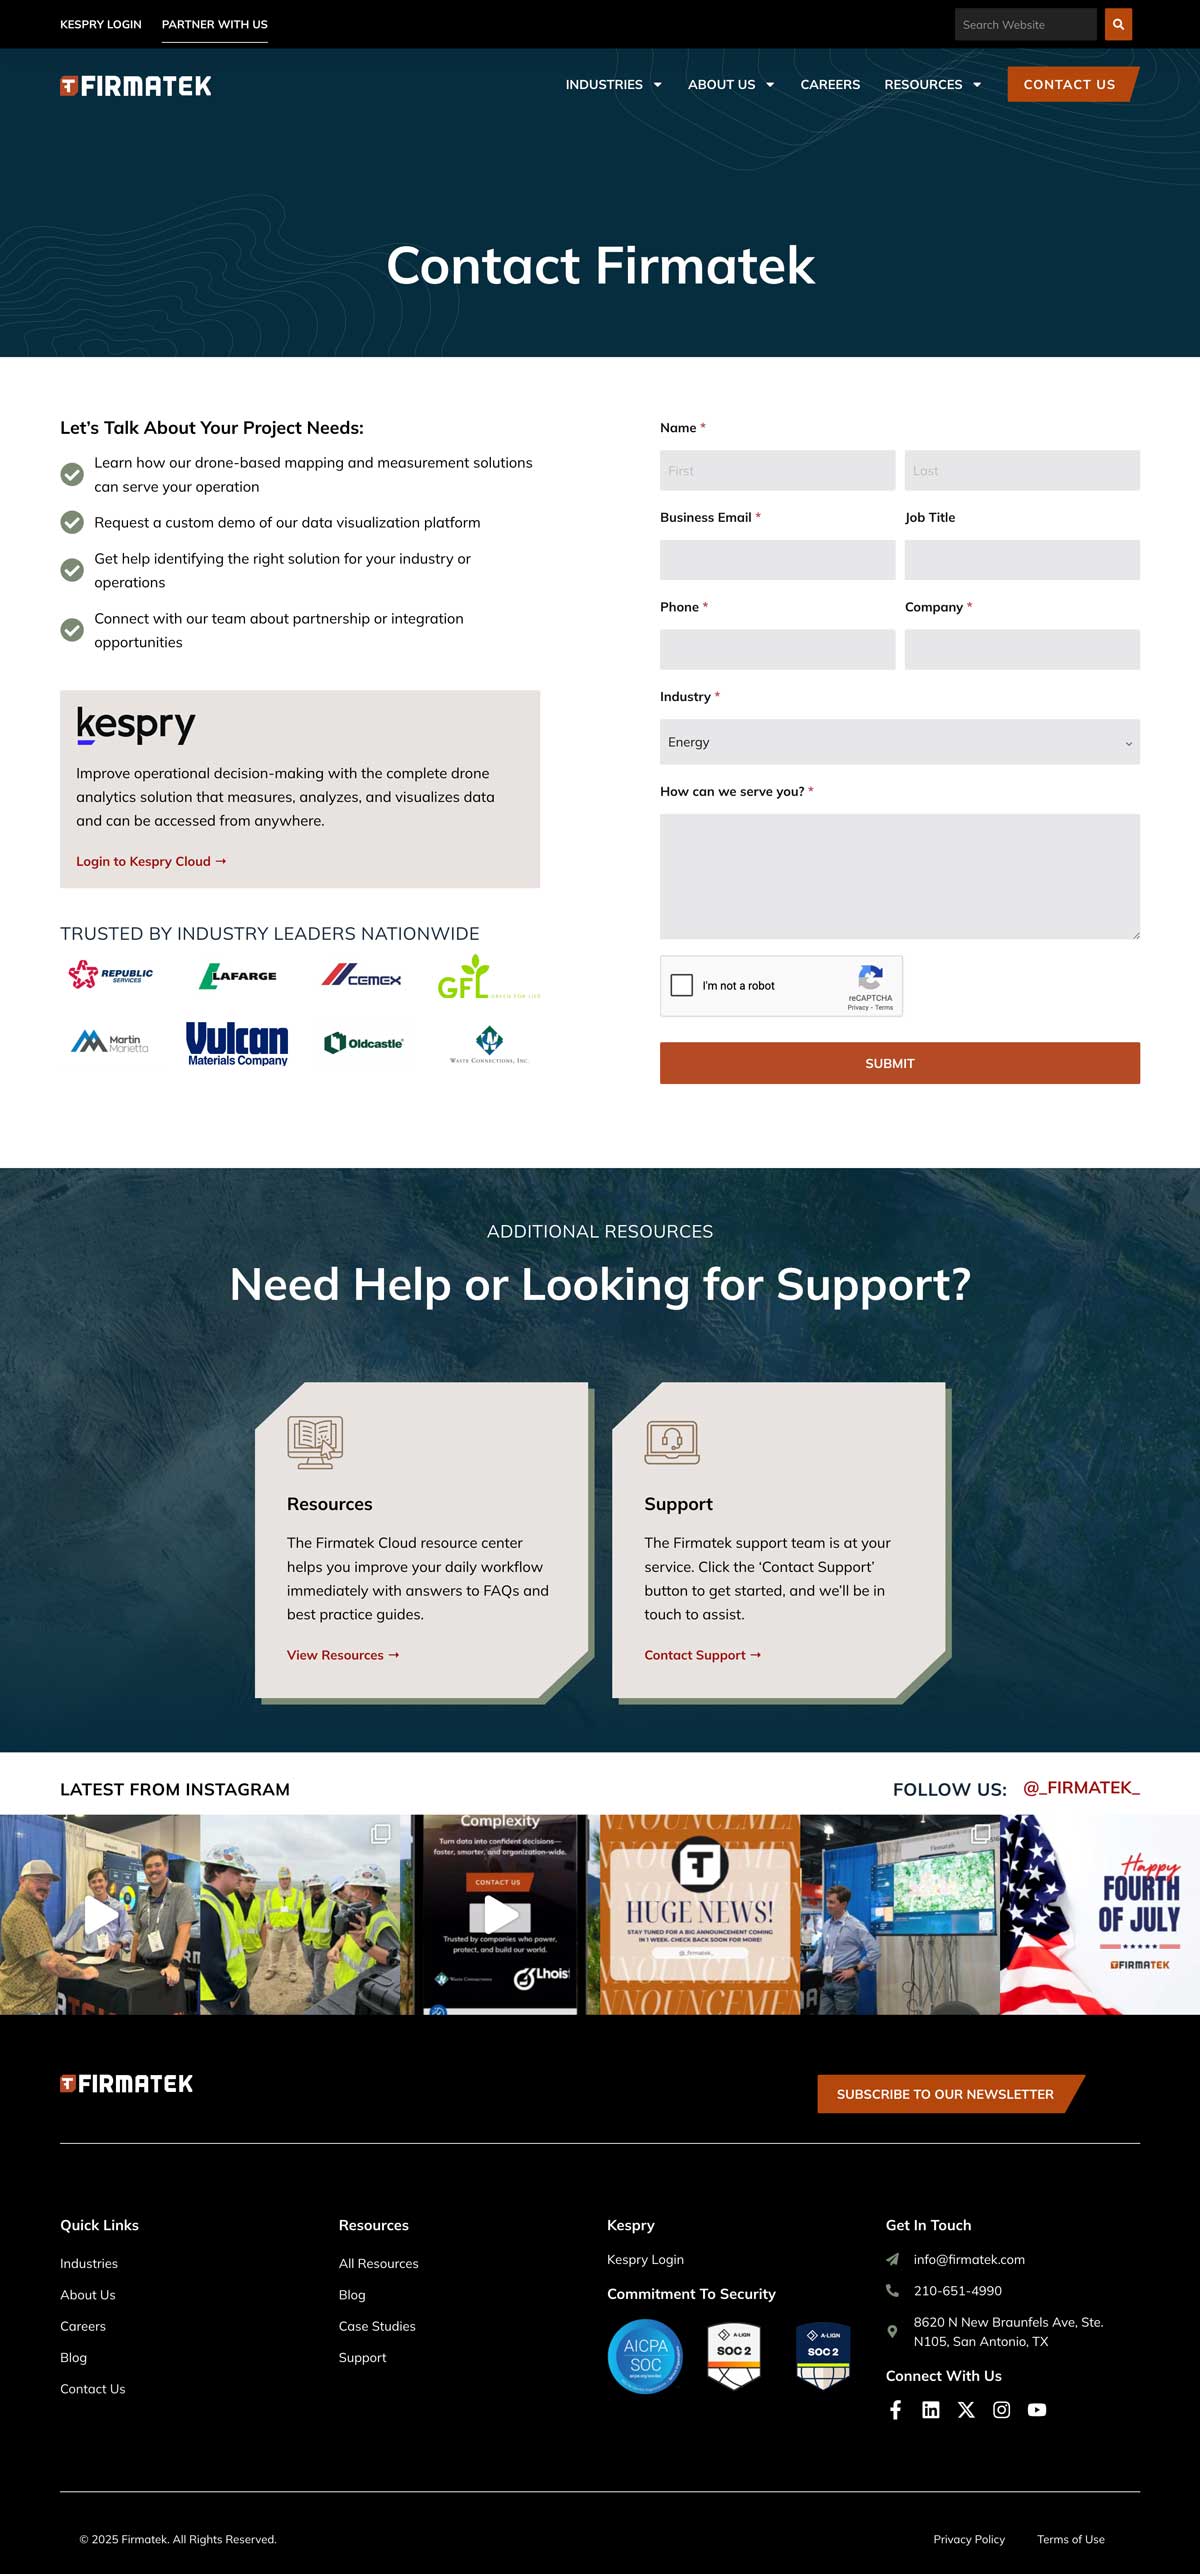 KESPRY LOGIN PARTNER WITH US
Search Website
FIRMATEK
INDUSTRIES ABOUT US CAREERS RESOURCES CONTACT US
Contact Firmatek
Let's Talk About Your Project Needs:
Learn how our drone-based mapping and measurement solutions
can serve your operation
Request a custom demo of our data visualization platform
Get help identifying the right solution for your industry or
operations
Connect with our team about partnership or integration
opportunities
kespry
Improve operational decision-making with the complete drone
analytics solution that measures, analyzes, and visualizes data
and can be accessed from anywhere.
Login to Kespry Cloud →
TRUSTED BY INDUSTRY LEADERS NATIONWIDE
REPUBLIC
SERVICES
LAFARGE
CEMEX
GFL GREEN FOR LIFE
Martin
Marietta
Vulcan
Materials Company
Oldcastle
WASTE CONNECTIONS, INC.
Name *
First Last
Business Email * Job Title
Phone * Company *
Industry *
Energy
How can we serve you? *
I'm not a robot
reCAPTCHA
Privacy - Terms
SUBMIT
ADDITIONAL RESOURCES
Need Help or Looking for Support?
Resources
The Firmatek Cloud resource center
helps you improve your daily workflow
immediately with answers to FAQs and
best practice guides.
View Resources →
Support
The Firmatek support team is at your
service. Click the ‘Contact Support’
button to get started, and we’ll be in
touch to assist.
Contact Support →
LATEST FROM INSTAGRAM
FOLLOW US: @_FIRMATEK_
Complexity
Turn data into confident decisions—
faster, smarter, and organization-wide.
CONTACT US
Trusted by companies who power,
protect, and build our world.
WASTE CONNECTIONS
Lhois
NOUNCEMEN
HUGE NEWS!
STAY TUNED FOR A BIG ANNOUNCEMENT COMING
IN 1 WEEK. CHECK BACK SOON FOR MORE!
@_firmatek_
NOUNCEMEN
Firmatek
Happy
FOURTH
OF JULY
FIRMATEK
FIRMATEK
SUBSCRIBE TO OUR NEWSLETTER
Quick Links
Industries
About Us
Careers
Blog
Contact Us
Resources
All Resources
Blog
Case Studies
Support
Kespry
Kespry Login
Commitment To Security
AICPA
SOC
A-LIGN
SOC 2
A-LIGN
SOC 2
Get In Touch
info@firmatek.com
210-651-4990
8620 N New Braunfels Ave, Ste.
N105, San Antonio, TX
Connect With Us
© 2025 Firmatek. All Rights Reserved.
Privacy Policy Terms of Use